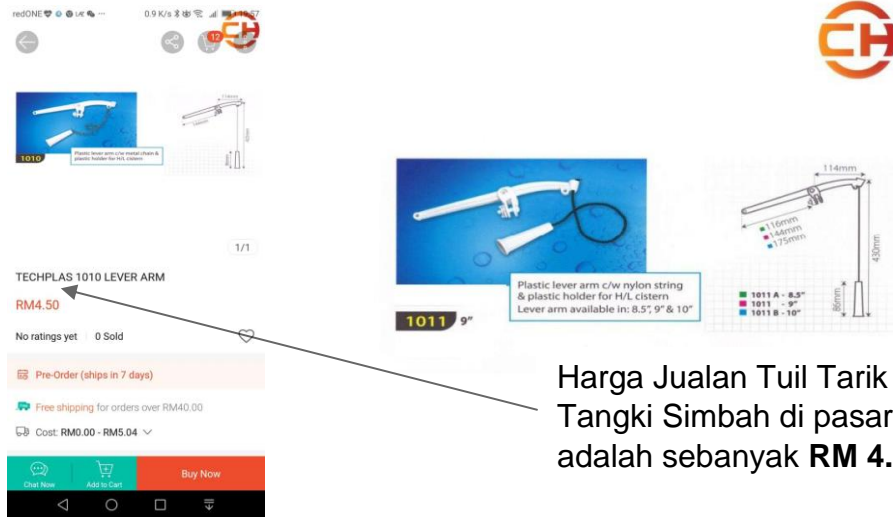 redONE
0.9 K/s
19:57
12
CH
1010
Plastic lever arm c/w metal chain &
plastic holder for H/L cistern
1/1
TECHPLAS 1010 LEVER ARM
RM4.50
No ratings yet
0 Sold
Pre-Order (ships in 7 days)
Free shipping for orders over RM40.00
Cost: RM0.00 - RM5.04
Chat Now
Add to Cart
Buy Now
CH
1011 9"
Plastic lever arm c/w nylon string
& plastic holder for H/L cistern
Lever arm available in: 8.5", 9" & 10"
114mm
116mm
144mm
175mm
430mm
86mm
1011 A - 8.5"
1011 - 9"
1011 B - 10"
Harga Jualan Tuil Tarik
Tangki Simbah di pasar
adalah sebanyak RM 4.